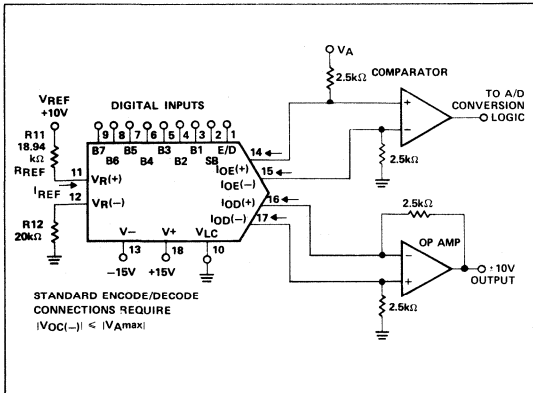 VA
2.5kΩ
COMPARATOR
VREF
+10V
DIGITAL INPUTS
TO A/D
CONVERSION
LOGIC
R11
18.94
kΩ
RREF
IREF
9 8 7 6 5 4 3 2 1
B7 B5 B3 B1 E/D
B6 B4 B2 SB
14
+
−
11
VR(+)
IOE(+)
15
IOE(−)
2.5kΩ
12
VR(−)
IOD(+)
16
IOD(−)
17
2.5kΩ
R12
20kΩ
V− V+ VLC
13 18 10
−15V +15V
OP AMP
−
+
±10V
OUTPUT
2.5kΩ
STANDARD ENCODE/DECODE
CONNECTIONS REQUIRE
|VOC(−)| ≤ |VAmax|